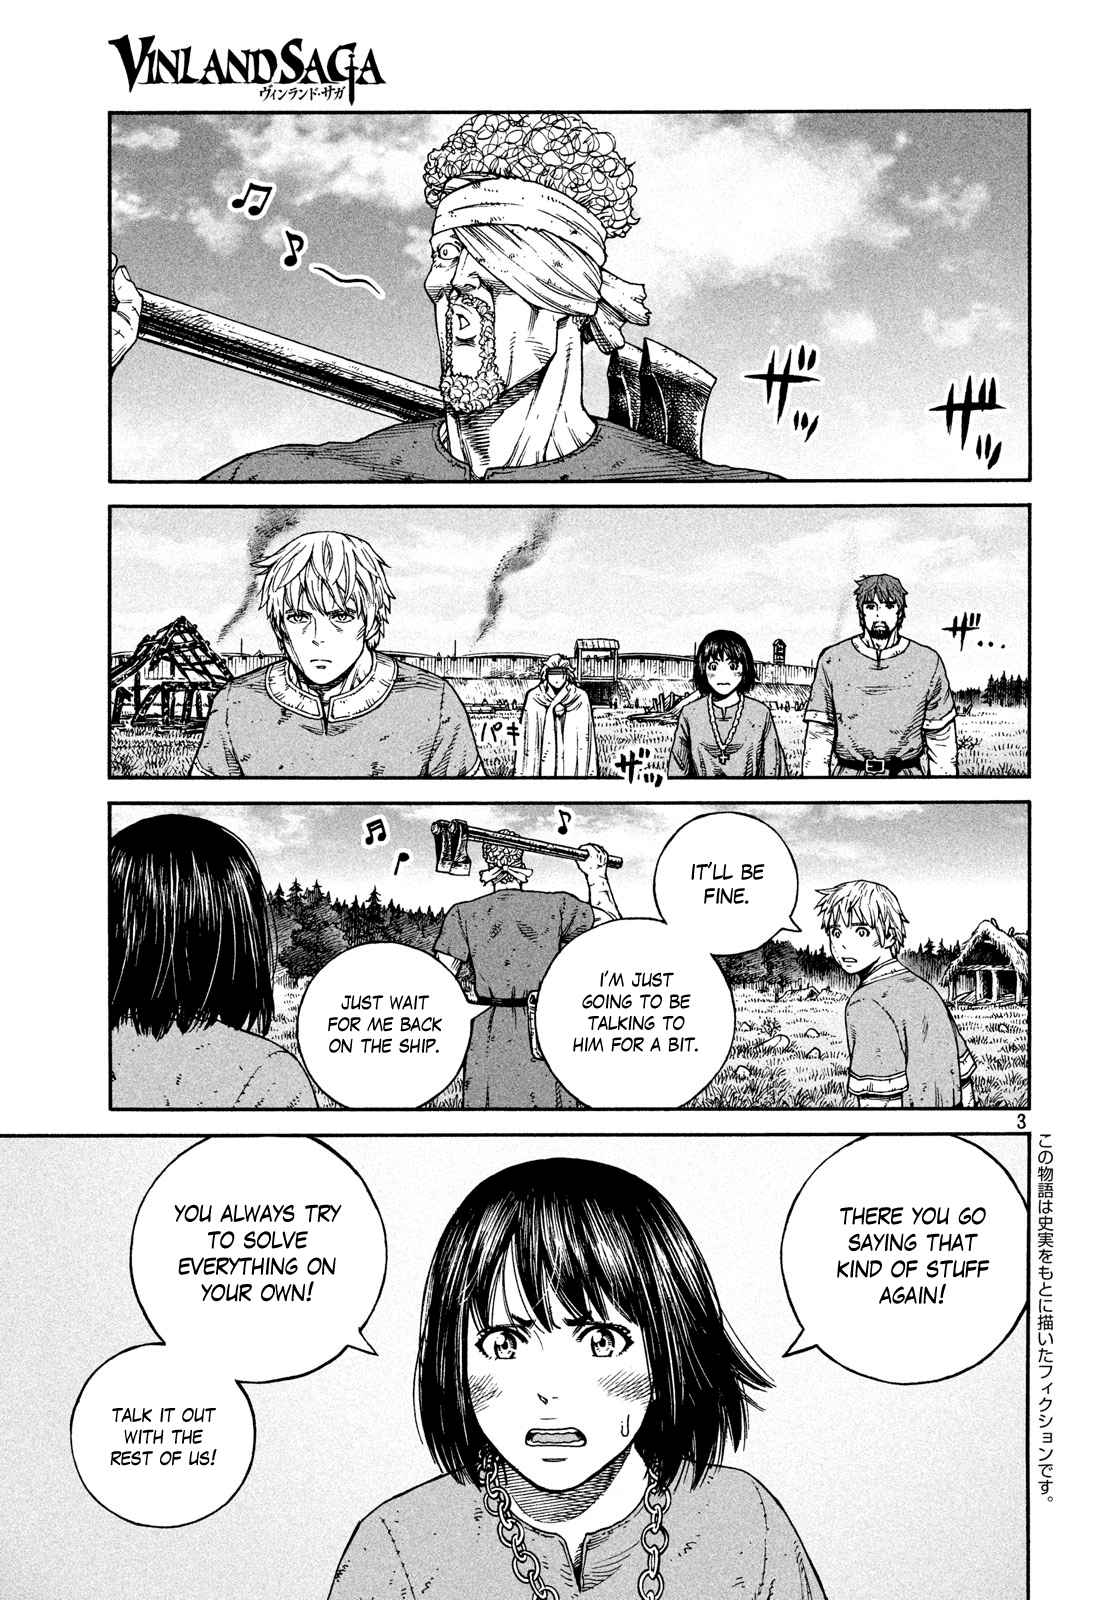 VINLAND SAGA
ヴィンランド・サガ
ザッ
ザッ
ザッ...
パキ
ザッ
IT'LL BE
FINE.
I'M JUST
GOING TO BE
TALKING TO
HIM FOR A BIT.
JUST WAIT
FOR ME BACK
ON THE SHIP.
3
THERE YOU GO
SAYING THAT
KIND OF STUFF
AGAIN!
YOU ALWAYS TRY
TO SOLVE
EVERYTHING ON
YOUR OWN!
TALK IT OUT
WITH THE
REST OF US!
この物語は史実をもとに描いたフィクションです。